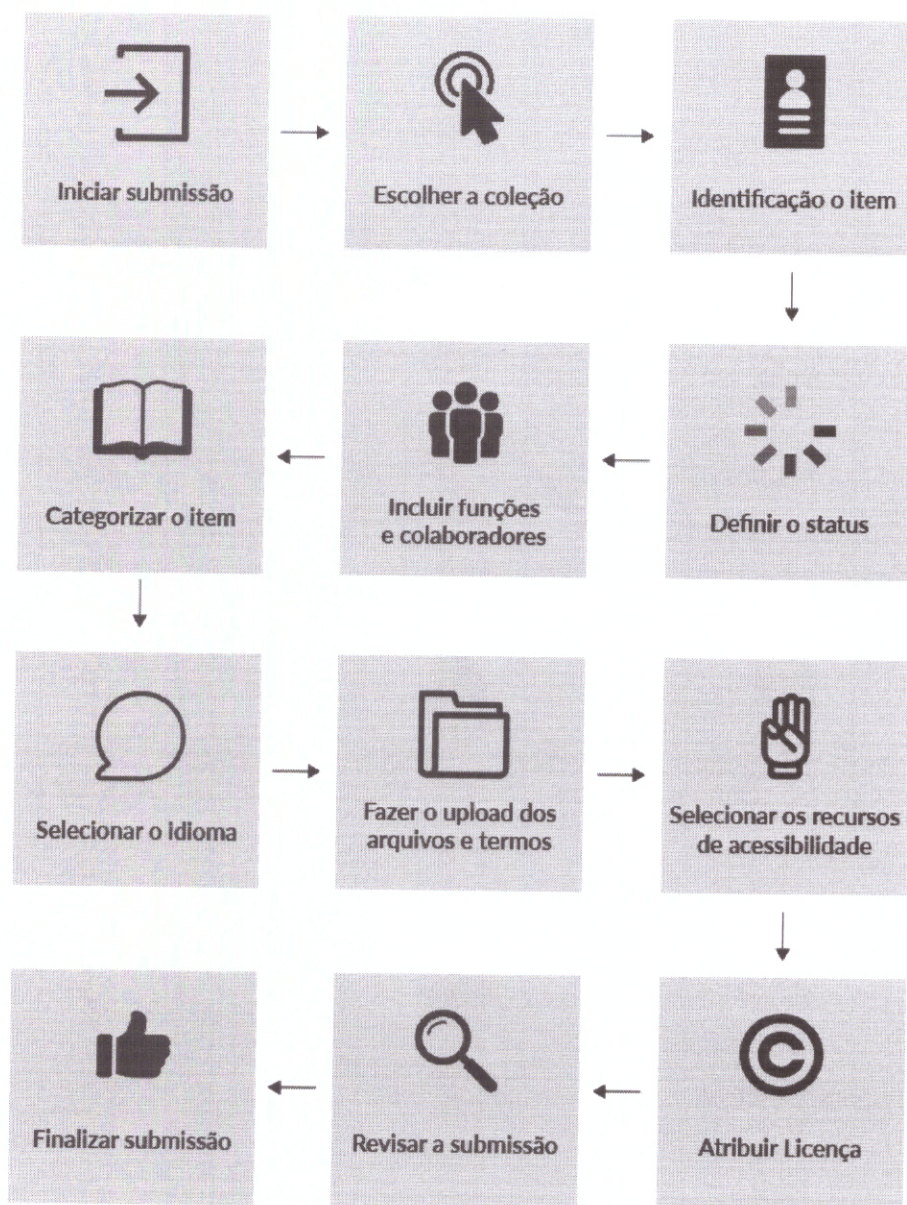 Iniciar submissão
Escolher a coleção
Identificação o item
Definir o status
Incluir funções
e colaboradores
Categorizar o item
Selecionar o idioma
Fazer o upload dos
arquivos e termos
Selecionar os recursos
de acessibilidade
Atribuir Licença
Revisar a submissão
Finalizar submissão